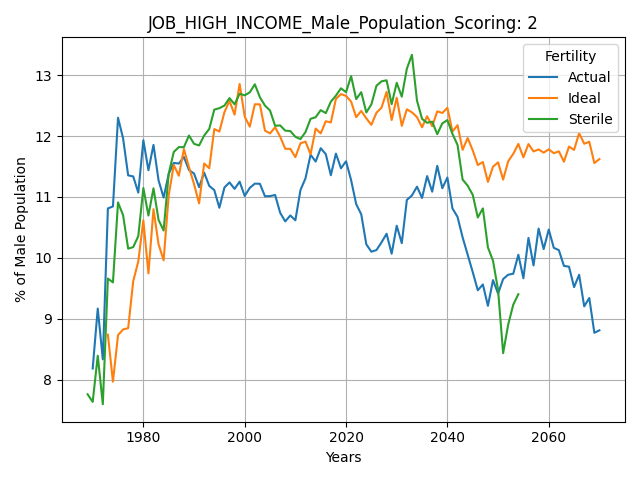 JOB_HIGH_INCOME_Male_Population_Scoring: 2
Fertility
Actual
Ideal
Sterile
% of Male Population
13
12
11
10
9
8
1980 2000 2020 2040 2060
Years